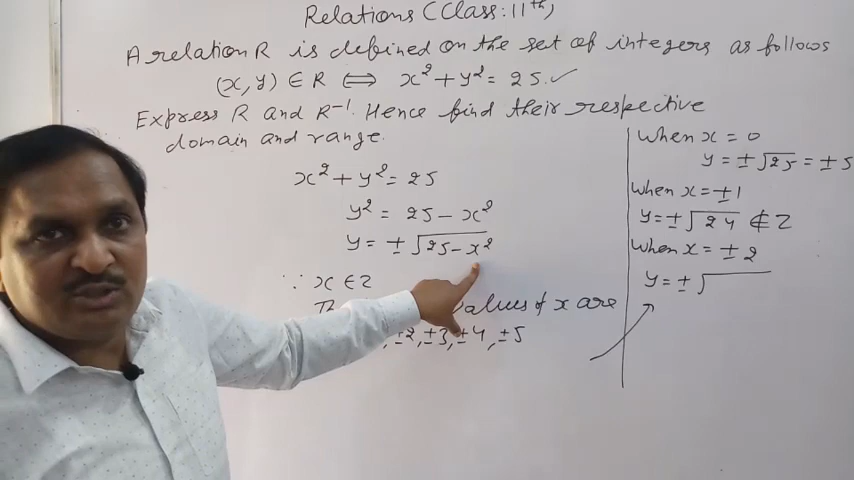 Relations (Class: 11th)
A relation R is defined on the set of integers as follows
(x, y) ∈ R ⟺ x² + y² = 25. ✓
Express R and R⁻¹. Hence find their respective
domain and range.
x² + y² = 25
y² = 25 - x²
y = ± √25-x²
∵ x ∈ Z
values of x are
, ±2, ±3, ±4, ±5
When x = 0
y = ± √25 = ± 5
When x = ± 1
y = ± √24 ∉ Z
When x = ± 2
y = ± √